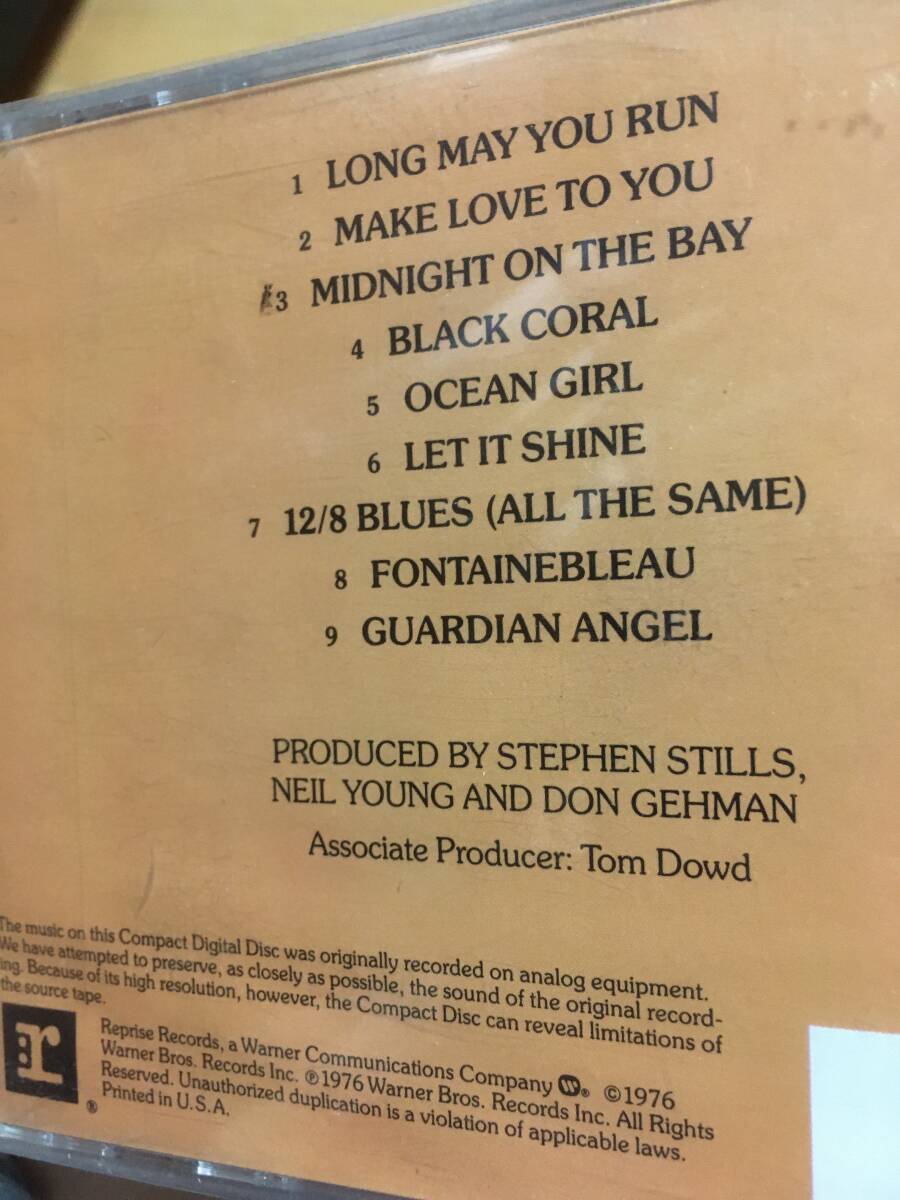 1 LONG MAY YOU RUN
2 MAKE LOVE TO YOU
3 MIDNIGHT ON THE BAY
4 BLACK CORAL
5 OCEAN GIRL
6 LET IT SHINE
7 12/8 BLUES (ALL THE SAME)
8 FONTAINEBLEAU
9 GUARDIAN ANGEL
PRODUCED BY STEPHEN STILLS,
NEIL YOUNG AND DON GEHMAN
Associate Producer: Tom Dowd
The music on this Compact Digital Disc was originally recorded on analog equipment.
We have attempted to preserve, as closely as possible, the sound of the original record-
ing. Because of its high resolution, however, the Compact Disc can reveal limitations of
the source tape.
r:
®
Reprise Records, a Warner Communications Company W. ©1976
Warner Bros. Records Inc. ℗1976 Warner Bros. Records Inc. All Rights
Reserved. Unauthorized duplication is a violation of applicable laws.
Printed in U.S.A.